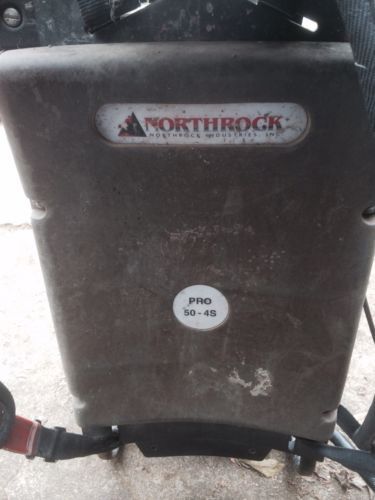 NORTHROCK
NORTHROCK INDUSTRIES, INC.
PRO
50-4S